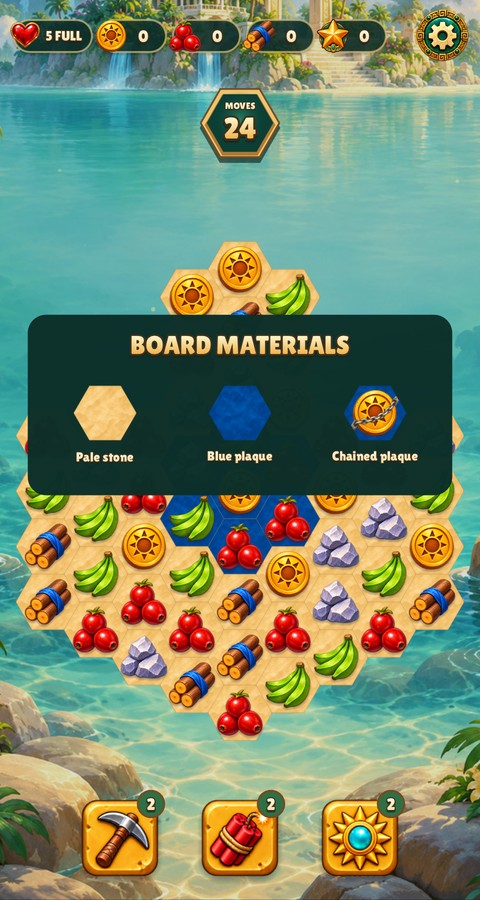 5 FULL 0 0 0 0
MOVES
24
BOARD MATERIALS
Pale stone Blue plaque Chained plaque
2 2 2